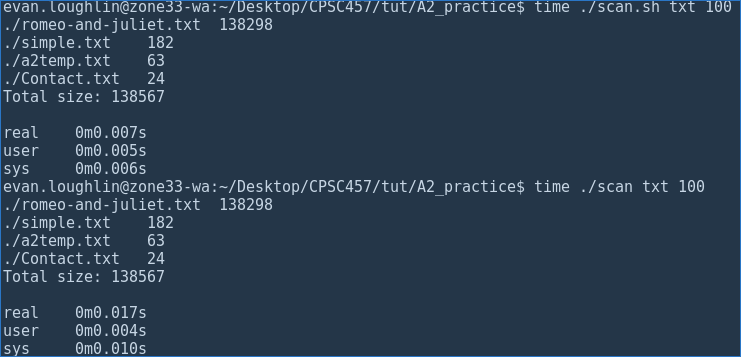 evan.loughlin@zone33-wa:~/Desktop/CPSC457/tut/A2_practice$ time ./scan.sh txt 100
./romeo-and-juliet.txt  138298
./simple.txt    182
./a2temp.txt    63
./Contact.txt   24
Total size: 138567
real    0m0.007s
user    0m0.005s
sys     0m0.006s
evan.loughlin@zone33-wa:~/Desktop/CPSC457/tut/A2_practice$ time ./scan txt 100
./romeo-and-juliet.txt  138298
./simple.txt    182
./a2temp.txt    63
./Contact.txt   24
Total size: 138567
real    0m0.017s
user    0m0.004s
sys     0m0.010s